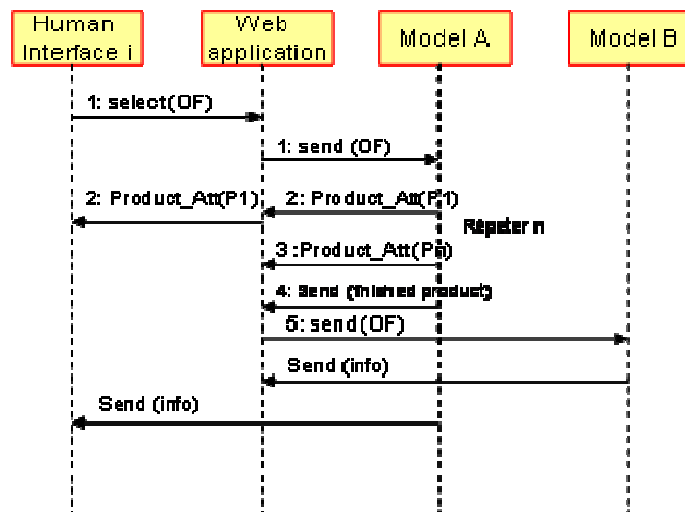 Human
Interface i
Web
application
Model A
Model B
1: select(OF)
1: send (OF)
2: Product_Att(P1)
2: Product_Att(P1)
3 :Product_Att(Pn)
4: Send (finished product)
5: send(OF)
Send (info)
Send (info)